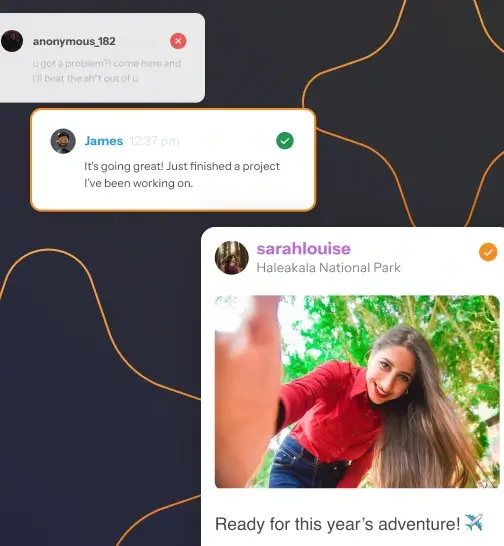 anonymous_182
u got a problem?! come here and
i'll beat the sh*t out of u
James 12:37 pm
It's going great! Just finished a project
I've been working on.
sarahlouise
Haleakala National Park
Ready for this year's adventure! ✈️